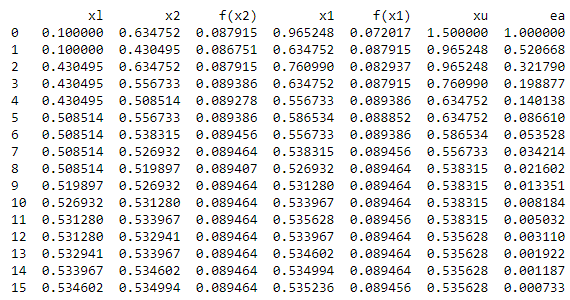 xl x2 f(x2) x1 f(x1) xu ea
0 0.100000 0.634752 0.087915 0.965248 0.072017 1.500000 1.000000
1 0.100000 0.430495 0.086751 0.634752 0.087915 0.965248 0.520668
2 0.430495 0.634752 0.087915 0.760990 0.082937 0.965248 0.321790
3 0.430495 0.556733 0.089386 0.634752 0.087915 0.760990 0.198877
4 0.430495 0.508514 0.089278 0.556733 0.089386 0.634752 0.140138
5 0.508514 0.556733 0.089386 0.586534 0.088852 0.634752 0.086610
6 0.508514 0.538315 0.089456 0.556733 0.089386 0.586534 0.053528
7 0.508514 0.526932 0.089464 0.538315 0.089456 0.556733 0.034214
8 0.508514 0.519897 0.089407 0.526932 0.089464 0.538315 0.021602
9 0.519897 0.526932 0.089464 0.531280 0.089464 0.538315 0.013351
10 0.526932 0.531280 0.089464 0.533967 0.089464 0.538315 0.008184
11 0.531280 0.533967 0.089464 0.535628 0.089456 0.538315 0.005032
12 0.531280 0.532941 0.089464 0.533967 0.089464 0.535628 0.003110
13 0.532941 0.533967 0.089464 0.534602 0.089464 0.535628 0.001922
14 0.533967 0.534602 0.089464 0.534994 0.089464 0.535628 0.001187
15 0.534602 0.534994 0.089464 0.535236 0.089456 0.535628 0.000733